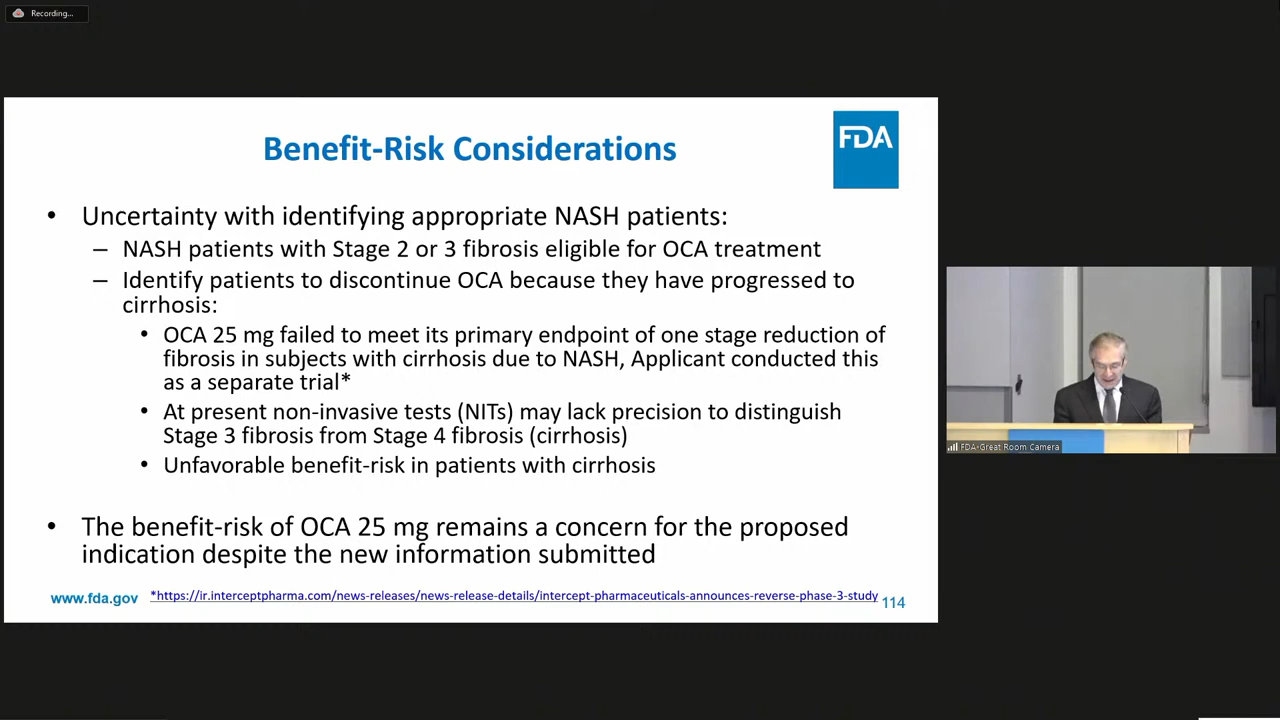 Recording...
Benefit-Risk Considerations
FDA
• Uncertainty with identifying appropriate NASH patients:
– NASH patients with Stage 2 or 3 fibrosis eligible for OCA treatment
– Identify patients to discontinue OCA because they have progressed to
cirrhosis:
• OCA 25 mg failed to meet its primary endpoint of one stage reduction of
fibrosis in subjects with cirrhosis due to NASH, Applicant conducted this
as a separate trial*
• At present non-invasive tests (NITs) may lack precision to distinguish
Stage 3 fibrosis from Stage 4 fibrosis (cirrhosis)
• Unfavorable benefit-risk in patients with cirrhosis
• The benefit-risk of OCA 25 mg remains a concern for the proposed
indication despite the new information submitted
www.fda.gov
*https://ir.interceptpharma.com/news-releases/news-release-details/intercept-pharmaceuticals-announces-reverse-phase-3-study
114
FDA-Great Room Camera